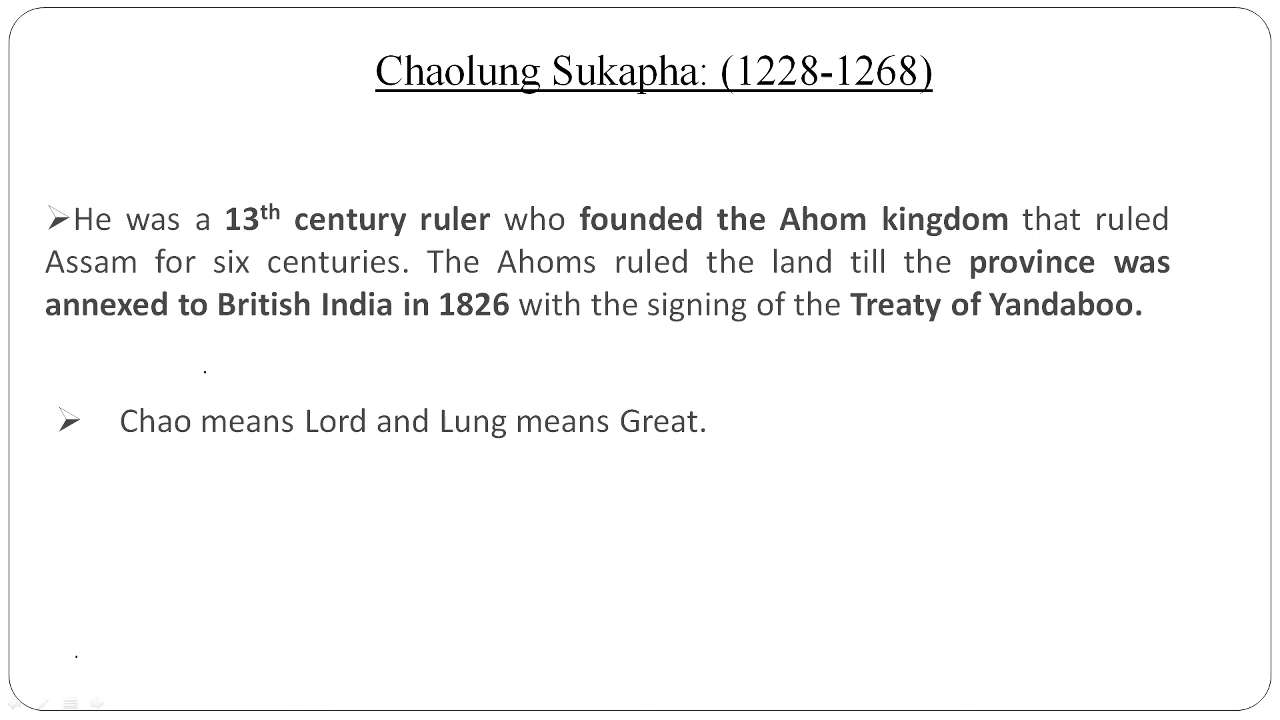 Chaolung Sukapha: (1228-1268)
➢He was a 13th century ruler who founded the Ahom kingdom that ruled
Assam for six centuries. The Ahoms ruled the land till the province was
annexed to British India in 1826 with the signing of the Treaty of Yandaboo.
.
➢ Chao means Lord and Lung means Great.
.